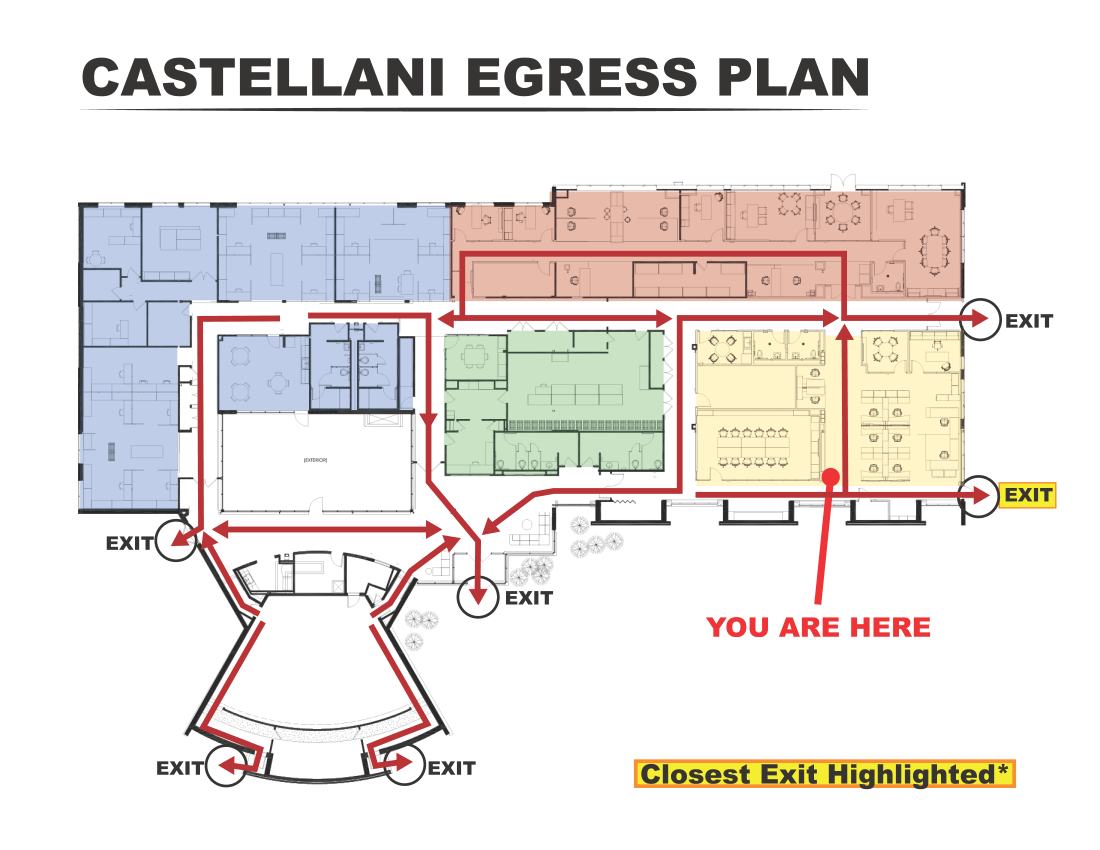 CASTELLANI EGRESS PLAN
EXIT
[EXTERIOR]
EXIT
EXIT
EXIT
YOU ARE HERE
EXIT
EXIT
Closest Exit Highlighted*